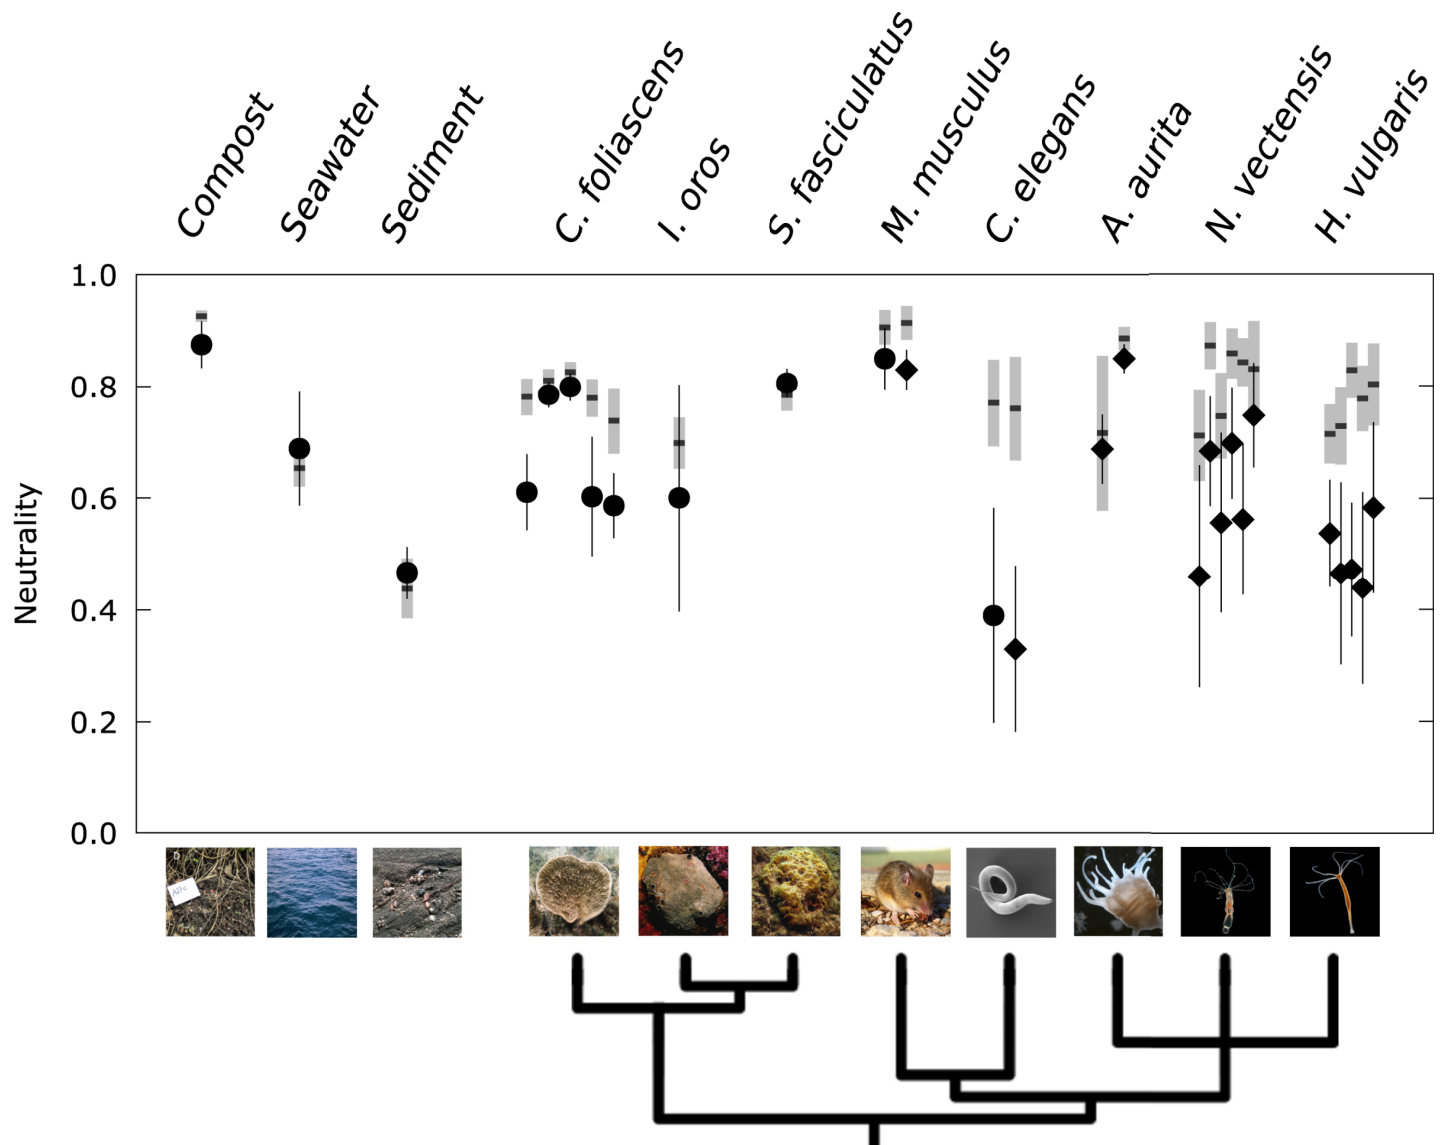 Compost
Seawater
Sediment
C. foliascens
I. oros
S. fasciculatus
M. musculus
C. elegans
A. aurita
N. vectensis
H. vulgaris
Neutrality
1.0
0.8
0.6
0.4
0.2
0.0